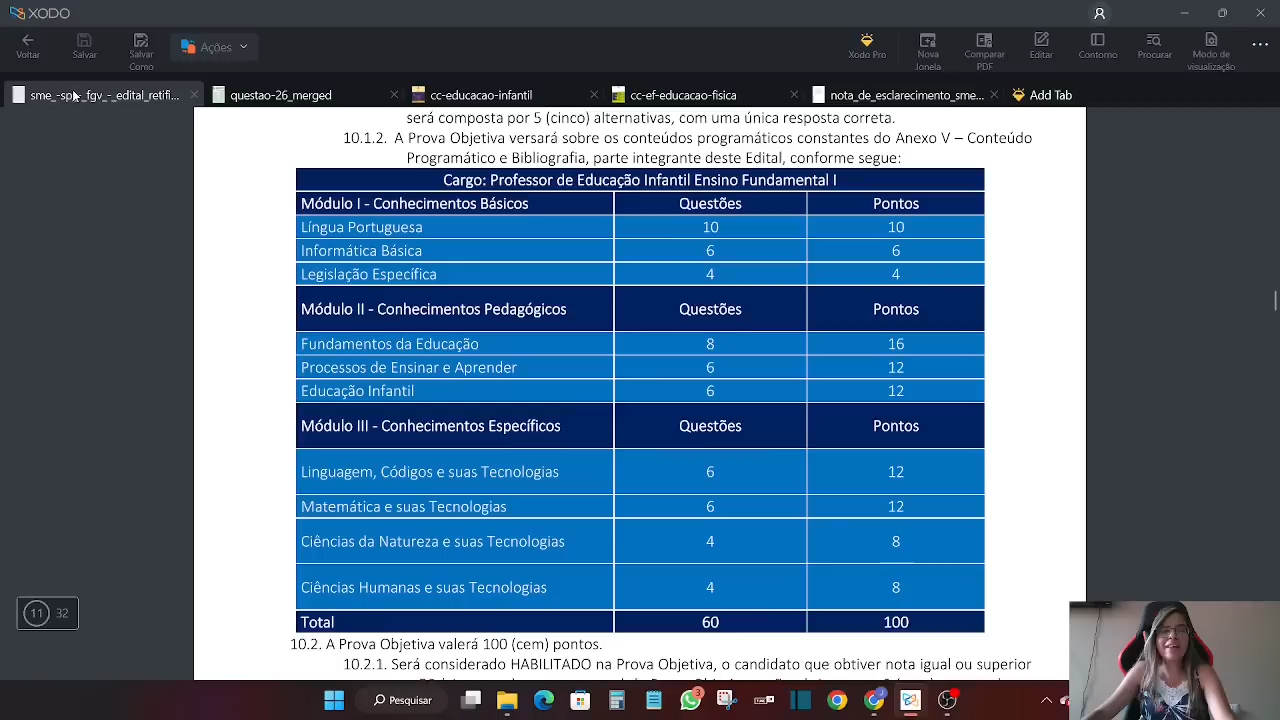 XODO
Voltar
Salvar
Salvar Como
Ações
Xodo Pro
Nova Jonela
Comparar PDF
Editar
Contorno
Procurar
Modo de visualização
sme_-spe_fgv_-_edital_retifi...
questao-26_merged
cc-educacao-infantil
cc-ef-educacao-fisica
nota_de_esclarecimento_sme...
Add Tab
será composta por 5 (cinco) alternativas, com uma única resposta correta.
10.1.2. A Prova Objetiva versará sobre os conteúdos programáticos constantes do Anexo V – Conteúdo
Programático e Bibliografia, parte integrante deste Edital, conforme segue:
Cargo: Professor de Educação Infantil Ensino Fundamental I
Módulo I - Conhecimentos Básicos Questões Pontos
Língua Portuguesa 10 10
Informática Básica 6 6
Legislação Específica 4 4
Módulo II - Conhecimentos Pedagógicos Questões Pontos
Fundamentos da Educação 8 16
Processos de Ensinar e Aprender 6 12
Educação Infantil 6 12
Módulo III - Conhecimentos Específicos Questões Pontos
Linguagem, Códigos e suas Tecnologias 6 12
Matemática e suas Tecnologias 6 12
Ciências da Natureza e suas Tecnologias 4 8
Ciências Humanas e suas Tecnologias 4 8
Total 60 100
10.2. A Prova Objetiva valerá 100 (cem) pontos.
10.2.1. Será considerado HABILITADO na Prova Objetiva, o candidato que obtiver nota igual ou superior
11 32
Pesquisar
3